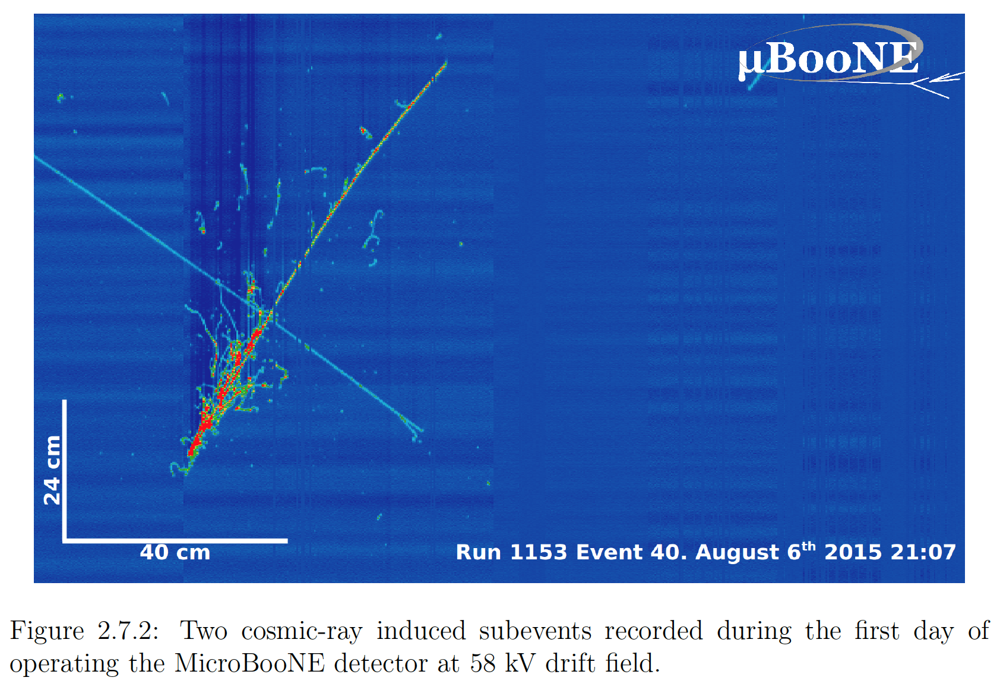 µBooNE
24 cm
40 cm
Run 1153 Event 40. August 6th 2015 21:07
Figure 2.7.2: Two cosmic-ray induced subevents recorded during the first day of
operating the MicroBooNE detector at 58 kV drift field.